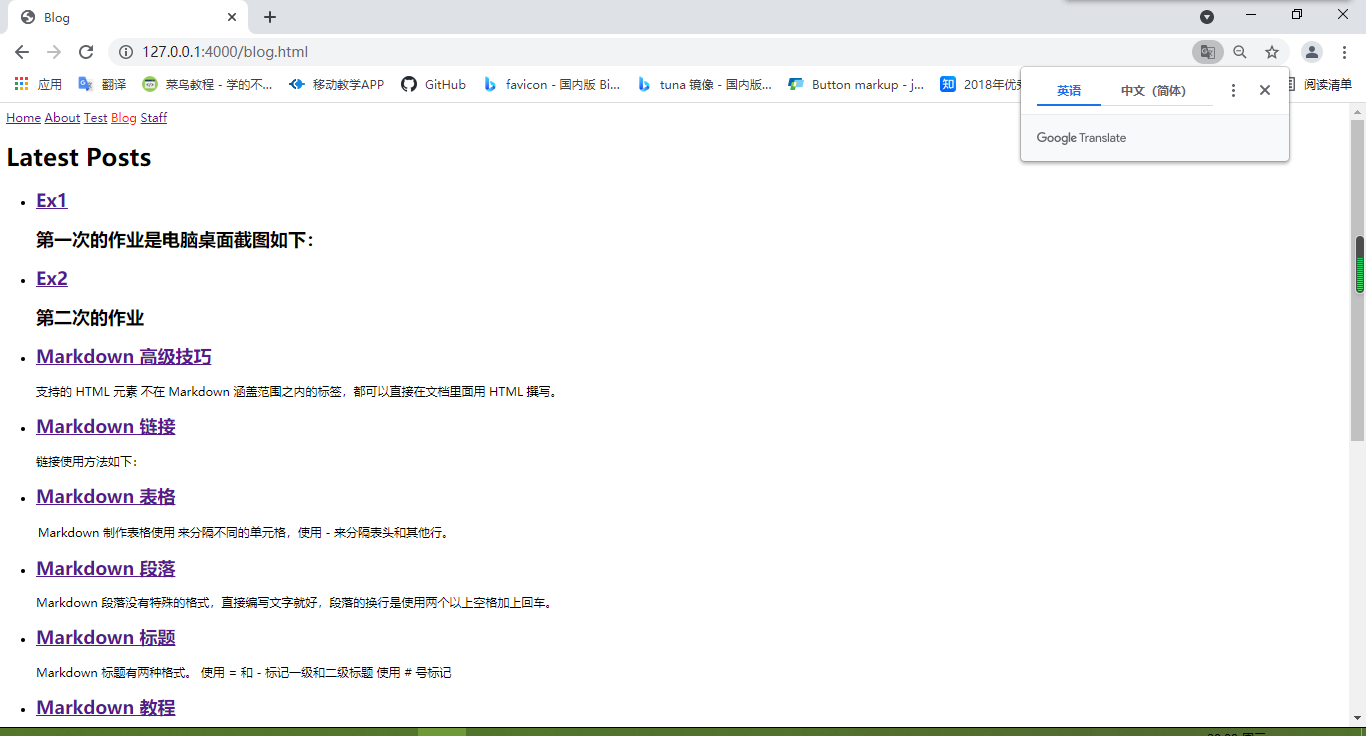 Blog
127.0.0.1:4000/blog.html
应用 翻译 菜鸟教程 - 学的不... 移动教学APP GitHub favicon - 国内版 Bi... tuna 镜像 - 国内版... Button markup - j... 知 2018年优 阅读清单
英语 中文（简体）
Google Translate
Home About Test Blog Staff
Latest Posts
Ex1
第一次的作业是电脑桌面截图如下：
Ex2
第二次的作业
Markdown 高级技巧
支持的 HTML 元素 不在 Markdown 涵盖范围之内的标签，都可以直接在文档里面用 HTML 撰写。
Markdown 链接
链接使用方法如下：
Markdown 表格
Markdown 制作表格使用 来分隔不同的单元格，使用 - 来分隔表头和其他行。
Markdown 段落
Markdown 段落没有特殊的格式，直接编写文字就好，段落的换行是使用两个以上空格加上回车。
Markdown 标题
Markdown 标题有两种格式。 使用 = 和 - 标记一级和二级标题 使用 # 号标记
Markdown 教程